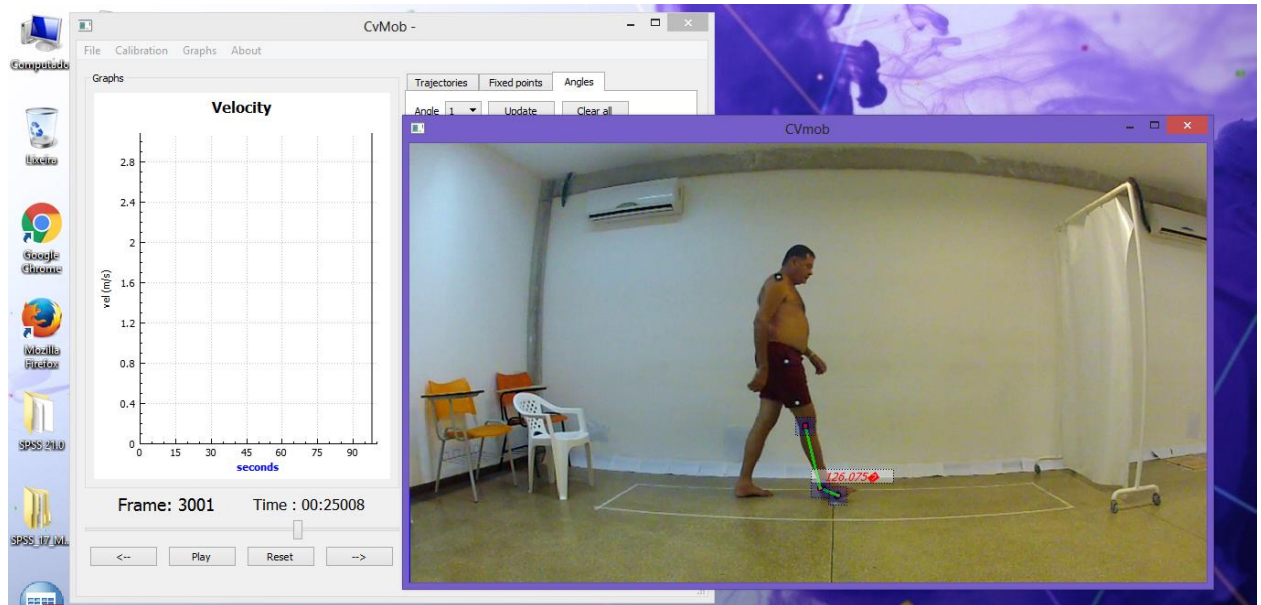 Computado
Lixeira
Google
Chrome
Mozilla
Firefox
SPSS 21.0
SPSS_17_M...
CvMob -
File Calibration Graphs About
Graphs
Velocity
2.8
2.4
2
1.6
1.2
0.8
0.4
0
vel (m/s)
0 15 30 45 60 75 90
seconds
Frame: 3001 Time : 00:25008
<-- Play Reset -->
Trajectories Fixed points Angles
Angle 1 Update Clear all
CVmob
126.075�